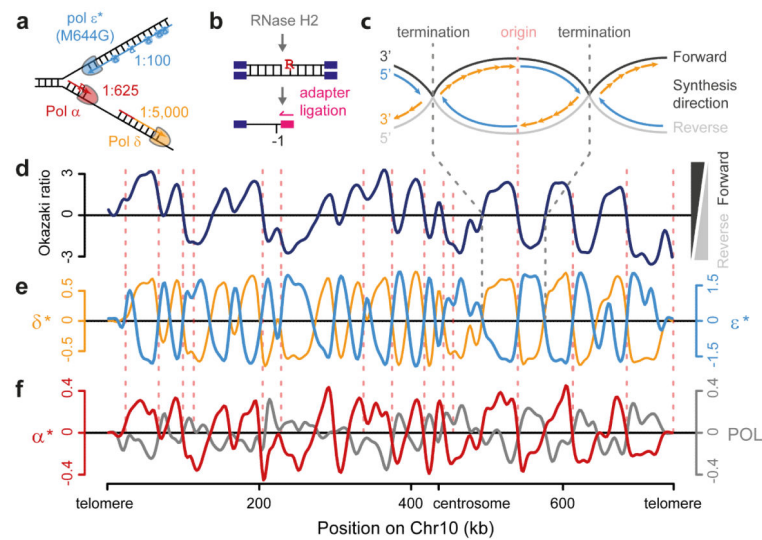 a
pol ε*
(M644G)
1:100
1:625
Pol α
1:5,000
Pol δ
b
RNase H2
R
adapter
ligation
-1
c
termination
origin
termination
3'
5'
3'
5'
Forward
Synthesis
direction
Reverse
d
Okazaki ratio
3
0
-3
Forward
Reverse
e
δ*
0.5
0
-0.5
1.5
0
-1.5
ε*
f
α*
0.4
0
-0.4
0.4
0
-0.4
POL
telomere
200
400
centrosome
600
telomere
Position on Chr10 (kb)